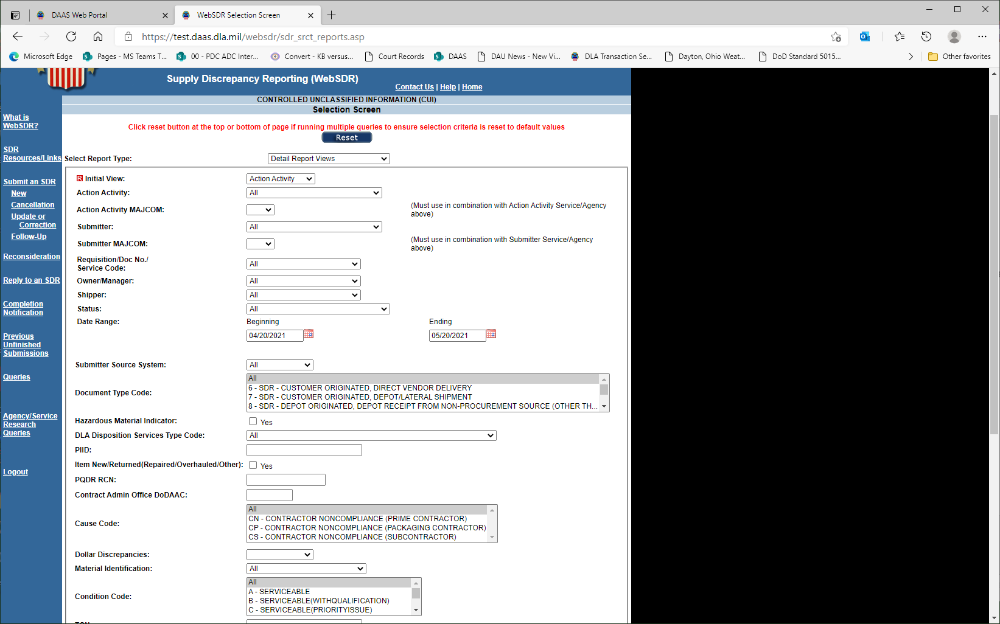 DAAS Web Portal
WebSDR Selection Screen
https://test.daas.dla.mil/websdr/sdr_srct_reports.asp
Microsoft Edge
Pages - MS Teams T...
00 - PDC ADC Inter...
Convert - KB versus...
Court Records
DAAS
DAU News - New Vi...
DLA Transaction Se...
Dayton, Ohio Weat...
DoD Standard 5015...
Other favorites
Supply Discrepancy Reporting (WebSDR)
Contact Us | Help | Home
CONTROLLED UNCLASSIFIED INFORMATION (CUI)
Selection Screen
What is
WebSDR?
SDR
Resources/Links
Submit an SDR
New
Cancellation
Update or
Correction
Follow-Up
Reconsideration
Reply to an SDR
Completion
Notification
Previous
Unfinished
Submissions
Queries
Agency/Service
Research
Queries
Logout
Click reset button at the top or bottom of page if running multiple queries to ensure selection criteria is reset to default values
Reset
Select Report Type: Detail Report Views
R Initial View: Action Activity
Action Activity: All
Action Activity MAJCOM:
(Must use in combination with Action Activity Service/Agency
above)
Submitter: All
Submitter MAJCOM:
(Must use in combination with Submitter Service/Agency
above)
Requisition/Doc No./
Service Code: All
Owner/Manager: All
Shipper: All
Status: All
Date Range: Beginning Ending
04/20/2021 05/20/2021
Submitter Source System: All
Document Type Code:
All
6 - SDR - CUSTOMER ORIGINATED, DIRECT VENDOR DELIVERY
7 - SDR - CUSTOMER ORIGINATED, DEPOT/LATERAL SHIPMENT
8 - SDR - DEPOT ORIGINATED, DEPOT RECEIPT FROM NON-PROCUREMENT SOURCE (OTHER TH...
Hazardous Material Indicator: Yes
DLA Disposition Services Type Code: All
PIID:
Item New/Returned(Repaired/Overhauled/Other): Yes
PQDR RCN:
Contract Admin Office DoDAAC:
Cause Code:
All
CN - CONTRACTOR NONCOMPLIANCE (PRIME CONTRACTOR)
CP - CONTRACTOR NONCOMPLIANCE (PACKAGING CONTRACTOR)
CS - CONTRACTOR NONCOMPLIANCE (SUBCONTRACTOR)
Dollar Discrepancies:
Material Identification: All
Condition Code:
All
A - SERVICEABLE
B - SERVICEABLE(WITHQUALIFICATION)
C - SERVICEABLE(PRIORITYISSUE)